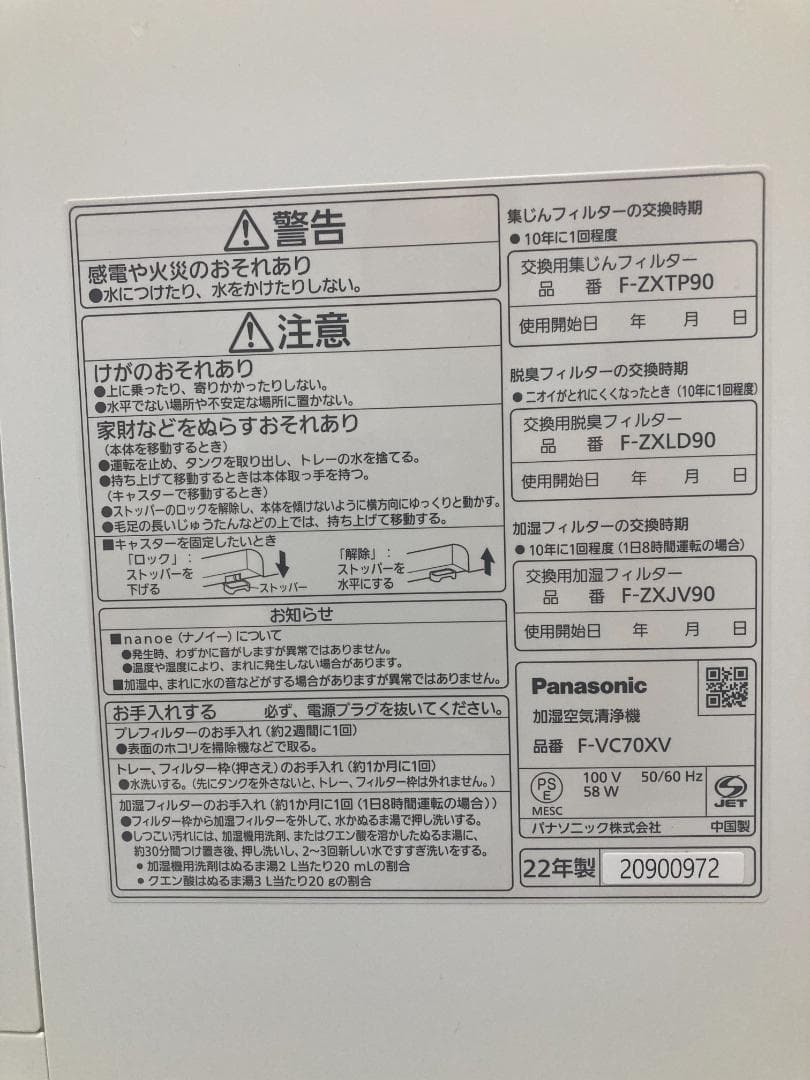 警告
感電や火災のおそれあり
●水につけたり、水をかけたりしない。
注意
けがのおそれあり
●上に乗ったり、寄りかかったりしない。
●水平でない場所や不安定な場所に置かない。
家財などをぬらすおそれあり
(本体を移動するとき)
●運転を止め、タンクを取り出し、トレーの水を捨てる。
●持ち上げて移動するときは本体取っ手を持つ。
(キャスターで移動するとき)
●ストッパーのロックを解除し、本体を傾けないように横方向にゆっくりと動かす。
●毛足の長いじゅうたんなどの上では、持ち上げて移動する。
■キャスターを固定したいとき
「ロック」:
ストッパーを
下げる
ストッパー
「解除」:
ストッパーを
水平にする
お知らせ
■nanoe(ナノイー)について
●発生時、わずかに音がしますが異常ではありません。
●温度や湿度により、まれに発生しない場合があります。
■加湿中、まれに水の音などがする場合がありますが異常ではありません。
お手入れする 必ず、電源プラグを抜いてください。
プレフィルターのお手入れ(約2週間に1回)
●表面のホコリを掃除機などで取る。
トレー、フィルター枠(押さえ)のお手入れ(約1か月に1回)
●水洗いする。(先にタンクを外さないと、トレー、フィルター枠は外れません。)
加湿フィルターのお手入れ(約1か月に1回(1日8時間運転の場合))
●フィルター枠から加湿フィルターを外して、水かぬるま湯で押し洗いする。
●しつこい汚れには、加湿機用洗剤、またはクエン酸を溶かしたぬるま湯に、
約30分間つけ置き後、押し洗いし、2～3回新しい水ですすぎ洗いをする。
• 加湿機用洗剤はぬるま湯2 L当たり20 mLの割合
• クエン酸はぬるま湯3 L当たり20 gの割合
集じんフィルターの交換時期
●10年に1回程度
交換用集じんフィルター
品 番 F-ZXTP90
使用開始日 年 月 日
脱臭フィルターの交換時期
●ニオイがとれにくくなったとき(10年に1回程度)
交換用脱臭フィルター
品 番 F-ZXLD90
使用開始日 年 月 日
加湿フィルターの交換時期
●10年に1回程度(1日8時間運転の場合)
交換用加湿フィルター
品 番 F-ZXJV90
使用開始日 年 月 日
Panasonic
加湿空気清浄機
品番 F-VC70XV
PS
E
MESC
100 V 50/60 Hz
58 W
JET
パナソニック株式会社 中国製
22年製 20900972